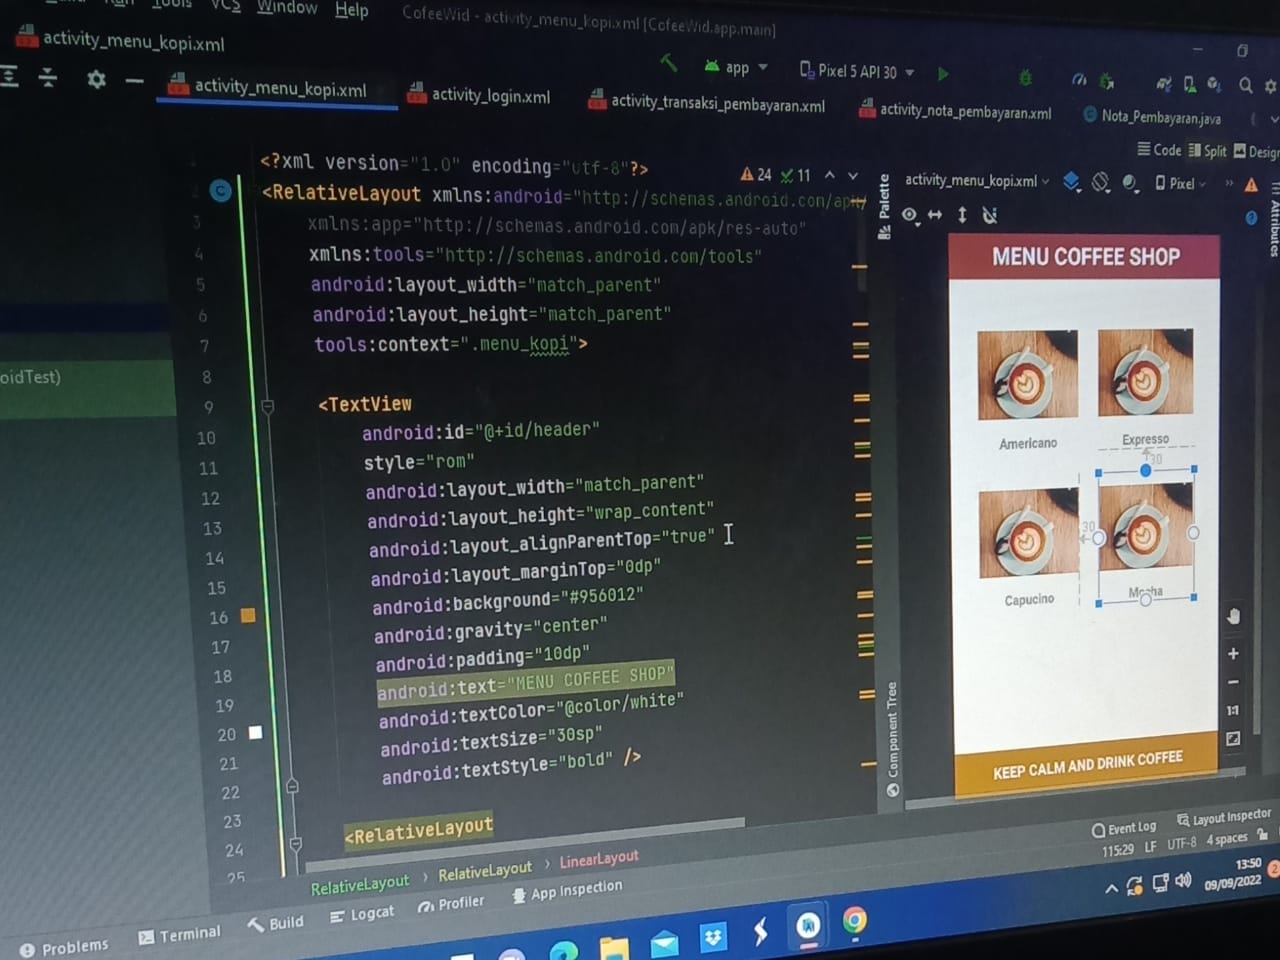 Run Tools VCS Window Help
CofeeWid - activity_menu_kopi.xml [CofeeWid.app.main]
activity_menu_kopi.xml
app
Pixel 5 API 30
activity_menu_kopi.xml
activity_login.xml
activity_transaksi_pembayaran.xml
activity_nota_pembayaran.xml
Nota_Pembayaran.java
Code Split Design
24 11
activity_menu_kopi.xml
Pixel
Palette
Attributes
oidTest)
<?xml version="1.0" encoding="utf-8"?>
2 <RelativeLayout xmlns:android="http://schemas.android.com/apk/
3 xmlns:app="http://schemas.android.com/apk/res-auto"
4 xmlns:tools="http://schemas.android.com/tools"
5 android:layout_width="match_parent"
6 android:layout_height="match_parent"
7 tools:context=".menu_kopi">
8
9 <TextView
10 android:id="@+id/header"
11 style="rom"
12 android:layout_width="match_parent"
13 android:layout_height="wrap_content"
14 android:layout_alignParentTop="true"
15 android:layout_marginTop="0dp"
16 android:background="#956012"
17 android:gravity="center"
18 android:padding="10dp"
19 android:text="MENU COFFEE SHOP"
20 android:textColor="@color/white"
21 android:textSize="30sp"
22 android:textStyle="bold" />
23
24 <RelativeLayout
25
MENU COFFEE SHOP
Americano
Expresso
30
30
Capucino
Mocha
KEEP CALM AND DRINK COFFEE
1:1
Component Tree
RelativeLayout > RelativeLayout > LinearLayout
Event Log
Layout Inspector
Problems
Terminal
Build
Logcat
Profiler
App Inspection
115:29 LF UTF-8 4 spaces
13:50
09/09/2022
2